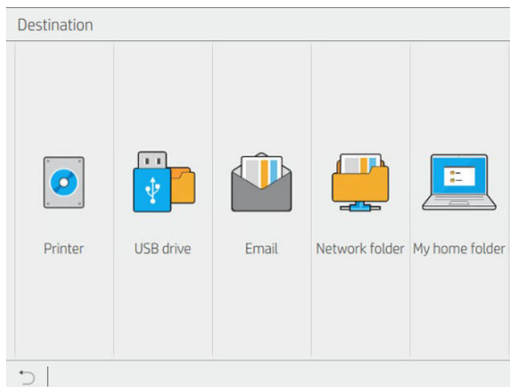 Destination
Printer
USB drive
Email
Network folder
My home folder